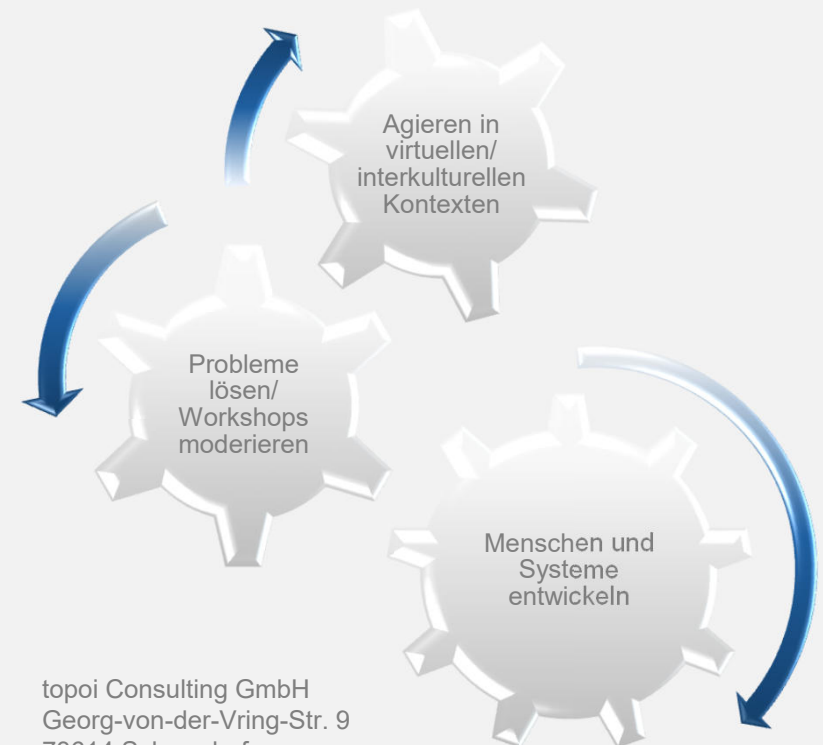 Agieren in
virtuellen/
interkulturellen
Kontexten
Probleme
lösen/
Workshops
moderieren
Menschen und
Systeme
entwickeln
topoi Consulting GmbH
Georg-von-der-Vring-Str. 9